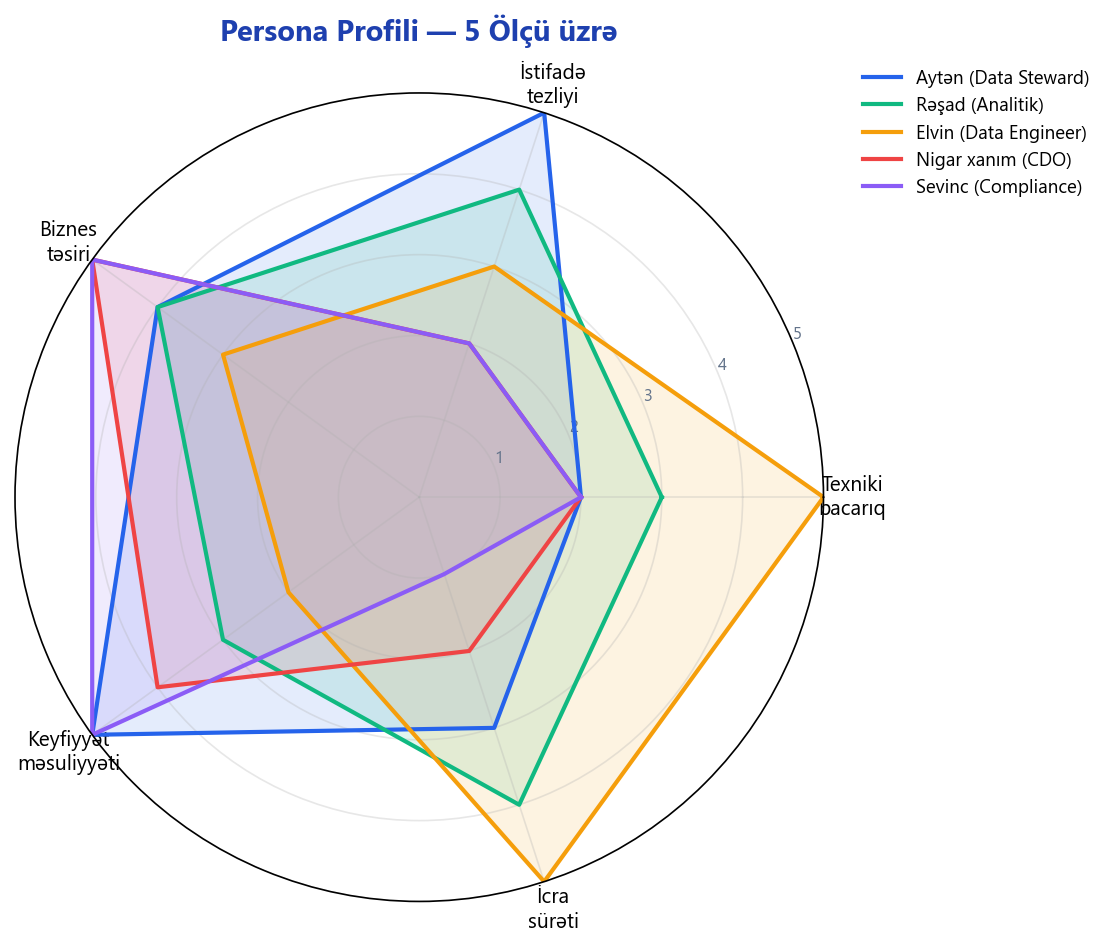 Persona Profili — 5 Ölçü üzrə
İstifadə
tezliyi
Aytən (Data Steward)
Rəşad (Analitik)
Elvin (Data Engineer)
Nigar xanım (CDO)
Sevinc (Compliance)
Biznes
təsiri
5
4
3
2
1
Texniki
bacarıq
Keyfiyyət
məsuliyyəti
İcra
sürəti